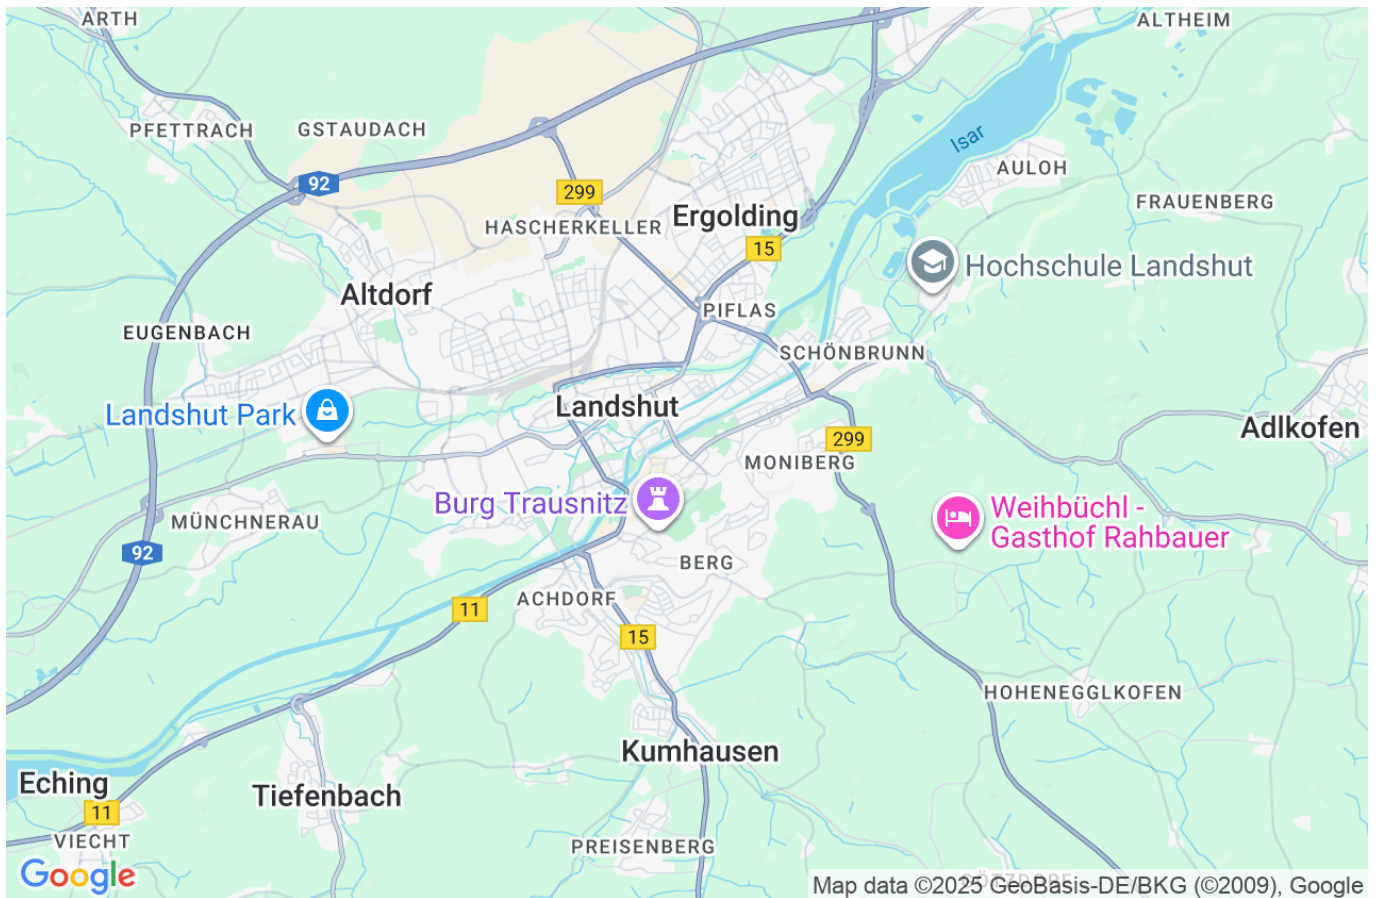 ARTH
ALTHEIM
PFETTRACH
GSTAUDACH
Isar
AULOH
92
299
FRAUENBERG
HASCHERKELLER
Ergolding
15
Hochschule Landshut
Altdorf
PIFLAS
EUGENBACH
SCHÖNBRUNN
Landshut Park
Landshut
Adlkofen
299
MONIBERG
Burg Trausnitz
Weihbüchl -
Gasthof Rahbauer
MÜNCHNERAU
92
BERG
ACHDORF
11
15
HOHENEGGLKOFEN
Kumhausen
Eching
Tiefenbach
11
VIECHT
PREISENBERG
Google
Map data ©2025 GeoBasis-DE/BKG (©2009), Google